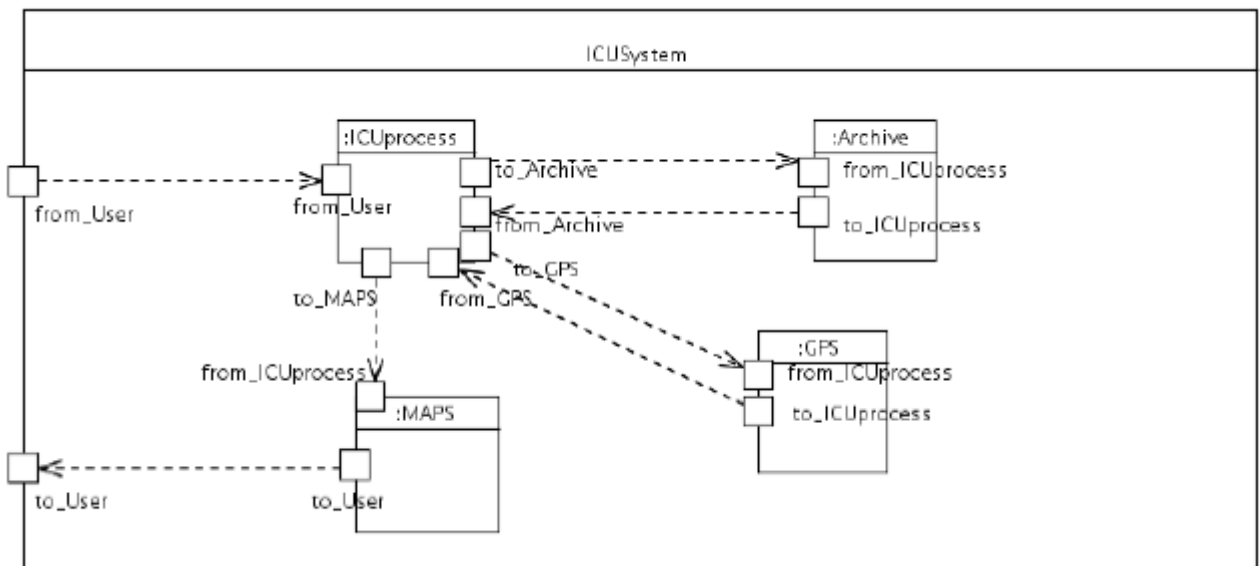 ICUSystem
:ICUprocess
:Archive
to_Archive
from_ICUprocess
from_User
from_User
from_Archive
to_ICUprocess
to_GPS
to_MAPS
from_GPS
:GPS
from_ICUprocess
from_ICUprocess
:MAPS
to_ICUprocess
to_User
to_User